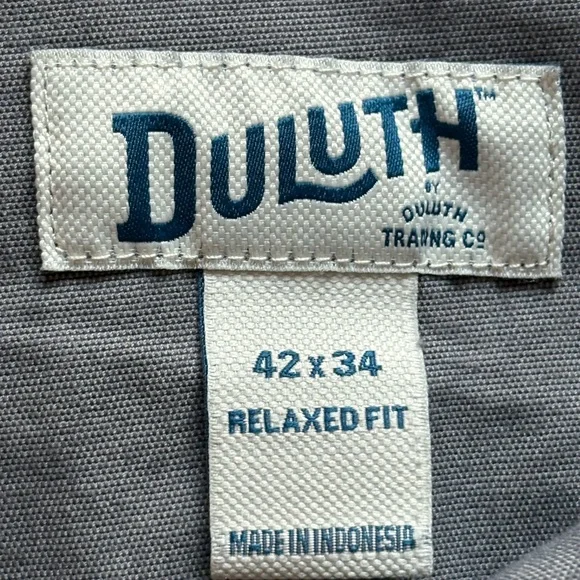 DULUTH™
BY
DULUTH
TRADING Cº
42 x 34
RELAXED FIT
MADE IN INDONESIA